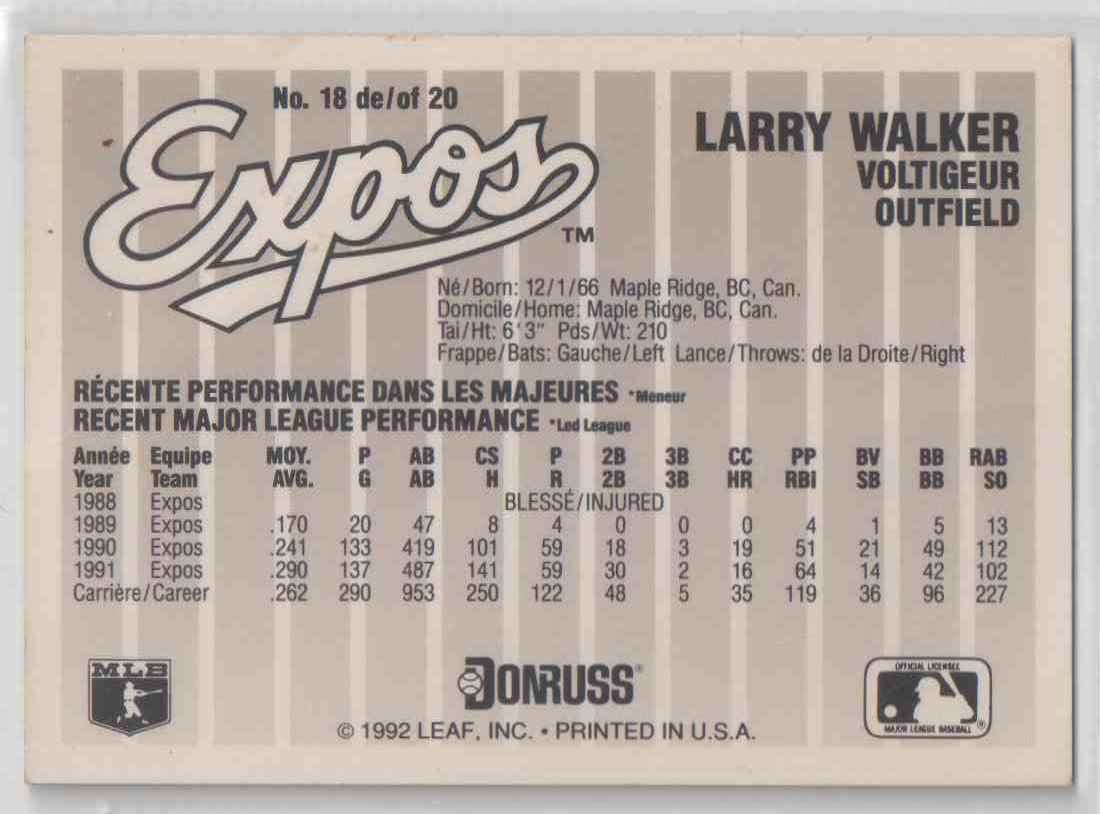 No. 18 de/of 20
Expos
TM
LARRY WALKER
VOLTIGEUR
OUTFIELD
Né/Born: 12/1/66 Maple Ridge, BC, Can.
Domicile/Home: Maple Ridge, BC, Can.
Tai/Ht: 6'3" Pds/Wt: 210
Frappe/Bats: Gauche/Left Lance/Throws: de la Droite/Right
RÉCENTE PERFORMANCE DANS LES MAJEURES *Meneur
RECENT MAJOR LEAGUE PERFORMANCE *Led League
Année Equipe MOY. P AB CS P 2B 3B CC PP BV BB RAB
Year Team AVG. G AB H R 2B 3B HR RBI SB BB SO
1988 Expos BLESSÉ/INJURED
1989 Expos .170 20 47 8 4 0 0 0 4 1 5 13
1990 Expos .241 133 419 101 59 18 3 19 51 21 49 112
1991 Expos .290 137 487 141 59 30 2 16 64 14 42 102
Carrière/Career .262 290 953 250 122 48 5 35 119 36 96 227
MLB
DONRUSS®
© 1992 LEAF, INC. • PRINTED IN U.S.A.
OFFICIAL LICENSEE
MAJOR LEAGUE BASEBALL ®